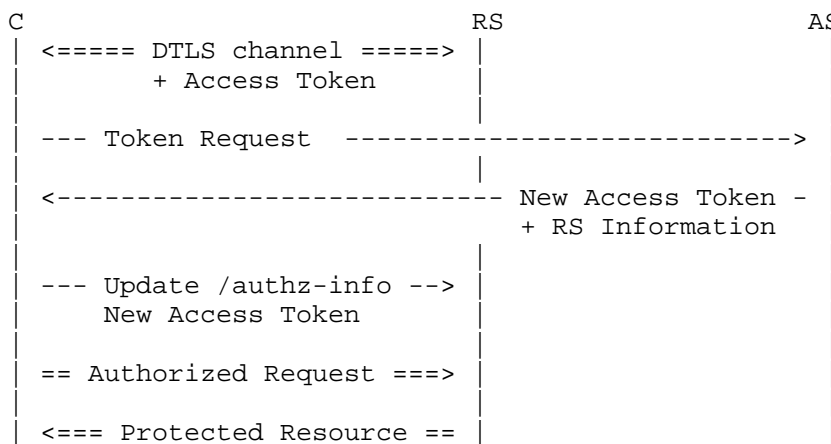 C                            RS                   AS
| <===== DTLS channel =====> |
|        + Access Token      |
|                            |
| --- Token Request  ----------------------------> |
|                            |
| <---------------------------- New Access Token - |
|                               + RS Information   |
|                            |
| --- Update /authz-info --> |
|     New Access Token       |
|                            |
| == Authorized Request ===> |
|                            |
| <=== Protected Resource == |